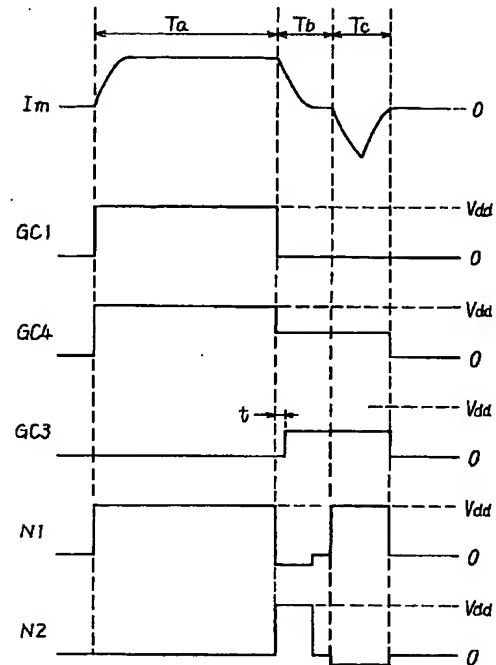 Ta Tb Tc
Im 0
Vdd
GC1 0
Vdd
GC4 0
t Vdd
GC3 0
Vdd
N1 0
Vdd
N2 0